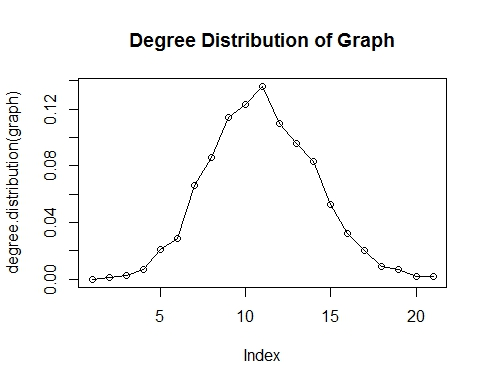 Degree Distribution of Graph
degree.distribution(graph)
0.12
0.08
0.04
0.00
5 10 15 20
Index